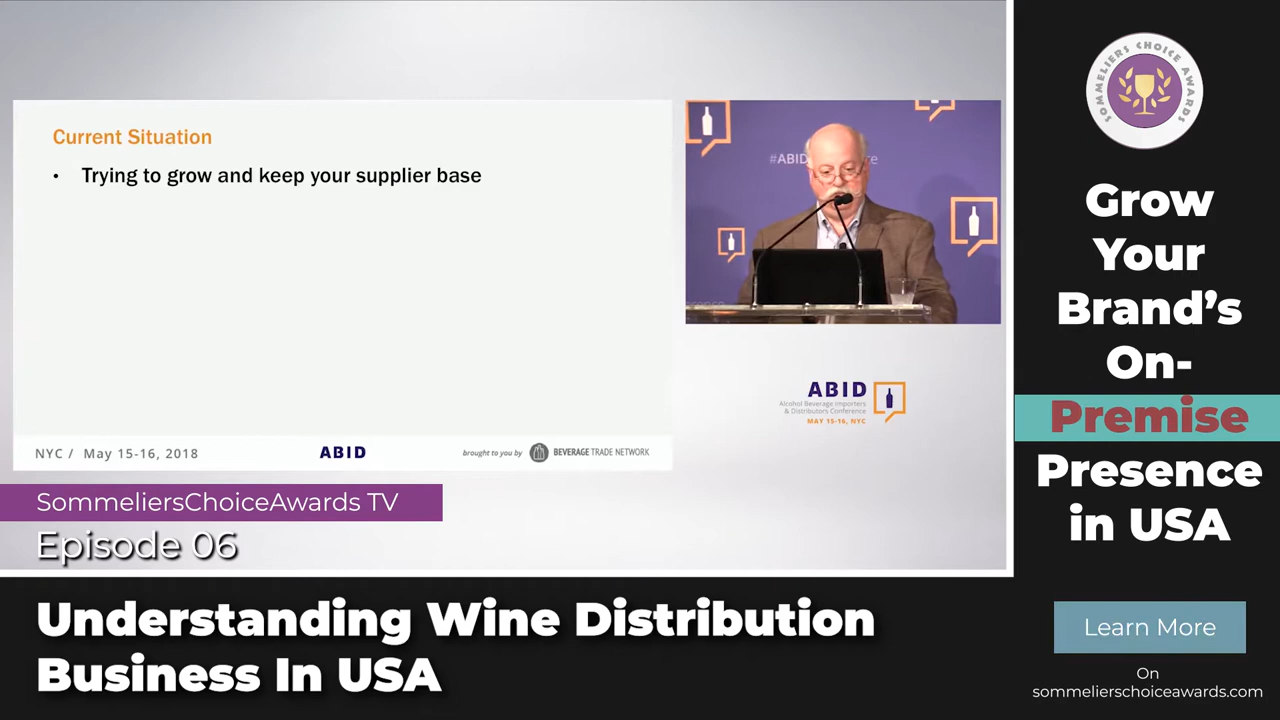 Current Situation
• Trying to grow and keep your supplier base
NYC / May 15-16, 2018
ABID
brought to you by BEVERAGE TRADE NETWORK
#ABID
ABID
Alcohol Beverage Importers
& Distributors Conference
MAY 15-16, NYC
SOMMELIERS CHOICE AWARDS
Grow
Your
Brand’s
On-
Premise
Presence
in USA
Learn More
On
sommelierschoiceawards.com
SommeliersChoiceAwards TV
Episode 06
Understanding Wine Distribution
Business In USA